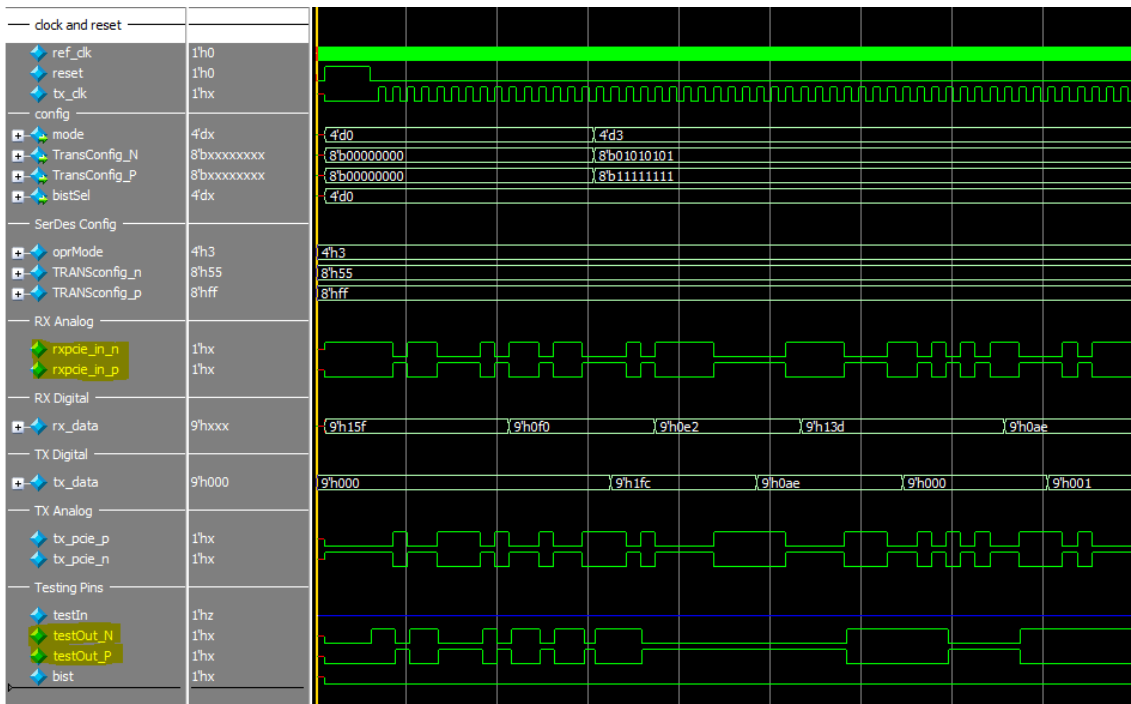 clock and reset
ref_clk 1'h0
reset 1'h0
tx_clk 1'hx
config
mode 4'dx 4'd0 4'd3
TransConfig_N 8'bxxxxxxxx 8'b00000000 8'b01010101
TransConfig_P 8'bxxxxxxxx 8'b00000000 8'b11111111
bistSel 4'dx 4'd0
SerDes Config
oprMode 4'h3 4'h3
TRANSconfig_n 8'h55 8'h55
TRANSconfig_p 8'hff 8'hff
RX Analog
rxpcie_in_n 1'hx
rxpcie_in_p 1'hx
RX Digital
rx_data 9'hxxx 9'h15f 9'h0f0 9'h0e2 9'h13d 9'h0ae
TX Digital
tx_data 9'h000 9'h000 9'h1fc 9'h0ae 9'h000 9'h001
TX Analog
tx_pcie_p 1'hx
tx_pcie_n 1'hx
Testing Pins
testIn 1'hz
testOut_N 1'hx
testOut_P 1'hx
bist 1'hx